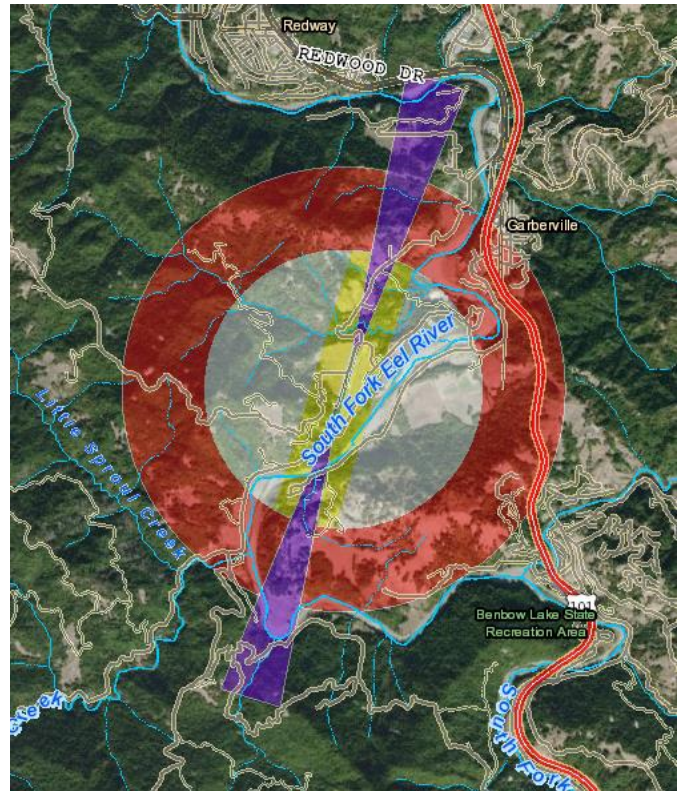 Redway
REDWOOD DR
Garberville
South Fork Eel River
Little Sproul Creek
101
Benbow Lake State
Recreation Area
Creek
South Fork